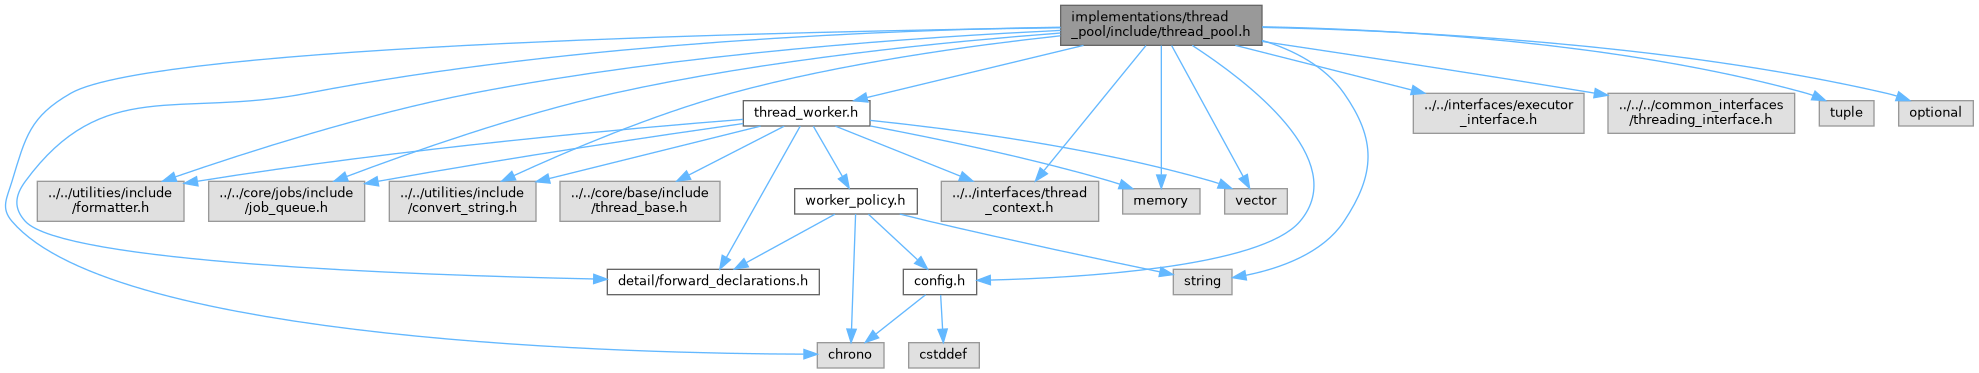 implementations/thread
_pool/include/thread_pool.h
thread_worker.h
../../interfaces/executor
_interface.h
../../../common_interfaces
/threading_interface.h
tuple
optional
../../utilities/include
/formatter.h
../../core/jobs/include
/job_queue.h
../../utilities/include
/convert_string.h
../../core/base/include
/thread_base.h
worker_policy.h
../../interfaces/thread
_context.h
memory
vector
detail/forward_declarations.h
config.h
string
chrono
cstddef